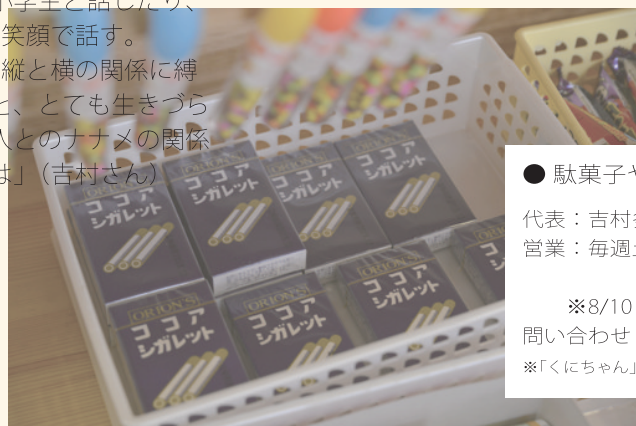 小学生と話したり、
笑顔で話す。
縦と横の関係に縛
と、とても生きづら
人とのナナメの関係
は」（吉村さん）
ORION'S
ココア
シガレット
ココア
シガレット
ココア
シガレット
ココア
シガレット
ORION'S
ココア
シガレット
ORION'S
ココア
シガレット
ORION'S
ココア
シガレット
● 駄菓子や
代表：吉村
営業：毎週
※8/10
問い合わせ
※「くにちゃん」